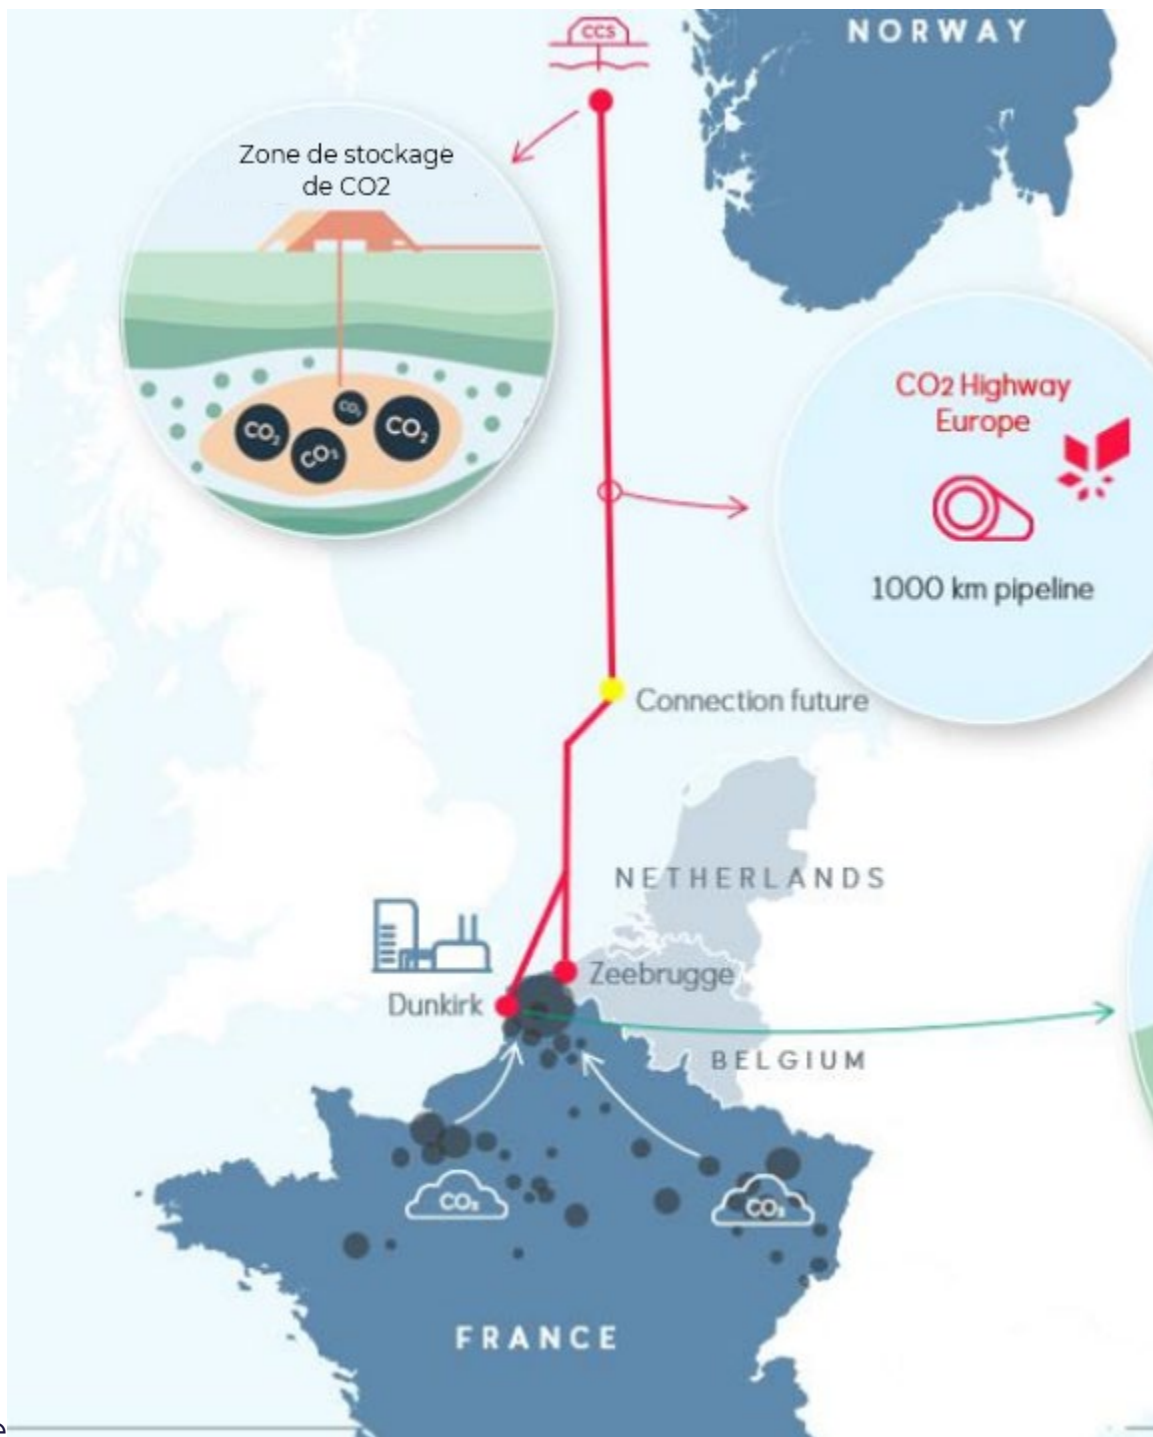 CCS
NORWAY
Zone de stockage
de CO2
CO2 Highway
Europe
CO₂
CO₂
CO₂
CO₂
1000 km pipeline
Connection future
NETHERLANDS
Zeebrugge
Dunkirk
BELGIUM
CO₂
CO₂
FRANCE